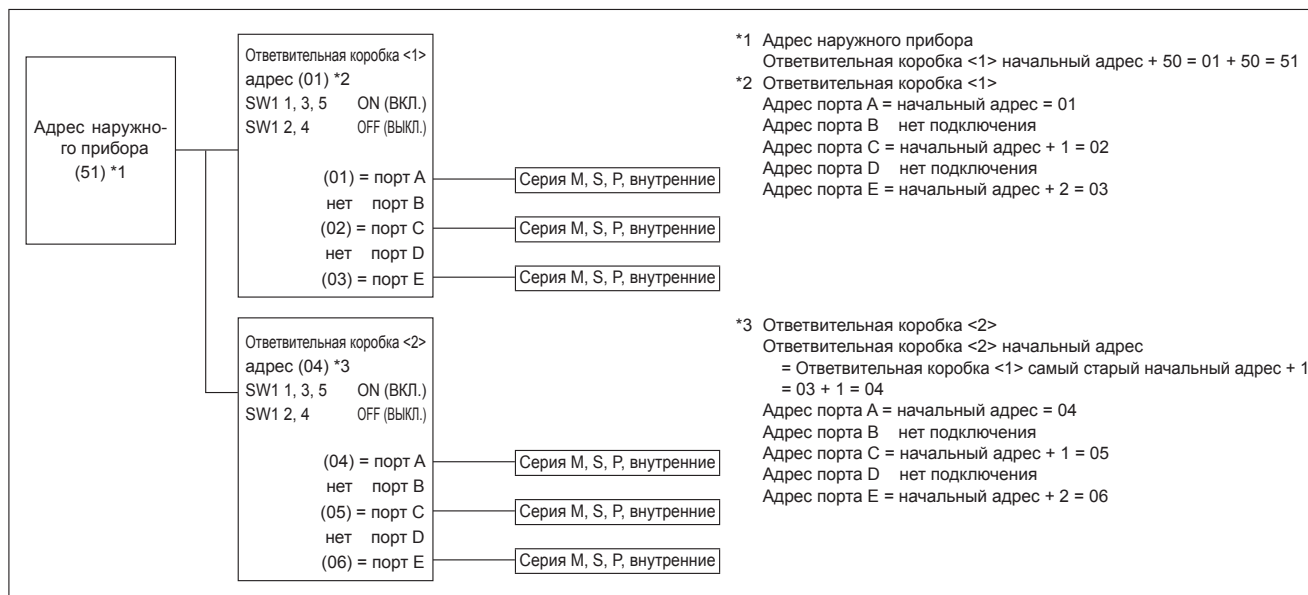 Адрес наружно-
го прибора
(51) *1
Ответвительная коробка <1>
адрес (01) *2
SW1 1, 3, 5 ON (ВКЛ.)
SW1 2, 4 OFF (ВЫКЛ.)
(01) = порт A
нет порт B
(02) = порт C
нет порт D
(03) = порт E
Серия M, S, P, внутренние
Серия M, S, P, внутренние
Серия M, S, P, внутренние
Ответвительная коробка <2>
адрес (04) *3
SW1 1, 3, 5 ON (ВКЛ.)
SW1 2, 4 OFF (ВЫКЛ.)
(04) = порт A
нет порт B
(05) = порт C
нет порт D
(06) = порт E
Серия M, S, P, внутренние
Серия M, S, P, внутренние
Серия M, S, P, внутренние
*1 Адрес наружного прибора
Ответвительная коробка <1> начальный адрес + 50 = 01 + 50 = 51
*2 Ответвительная коробка <1>
Адрес порта A = начальный адрес = 01
Адрес порта B нет подключения
Адрес порта C = начальный адрес + 1 = 02
Адрес порта D нет подключения
Адрес порта E = начальный адрес + 2 = 03
*3 Ответвительная коробка <2>
Ответвительная коробка <2> начальный адрес
= Ответвительная коробка <1> самый старый начальный адрес + 1
= 03 + 1 = 04
Адрес порта A = начальный адрес = 04
Адрес порта B нет подключения
Адрес порта C = начальный адрес + 1 = 05
Адрес порта D нет подключения
Адрес порта E = начальный адрес + 2 = 06